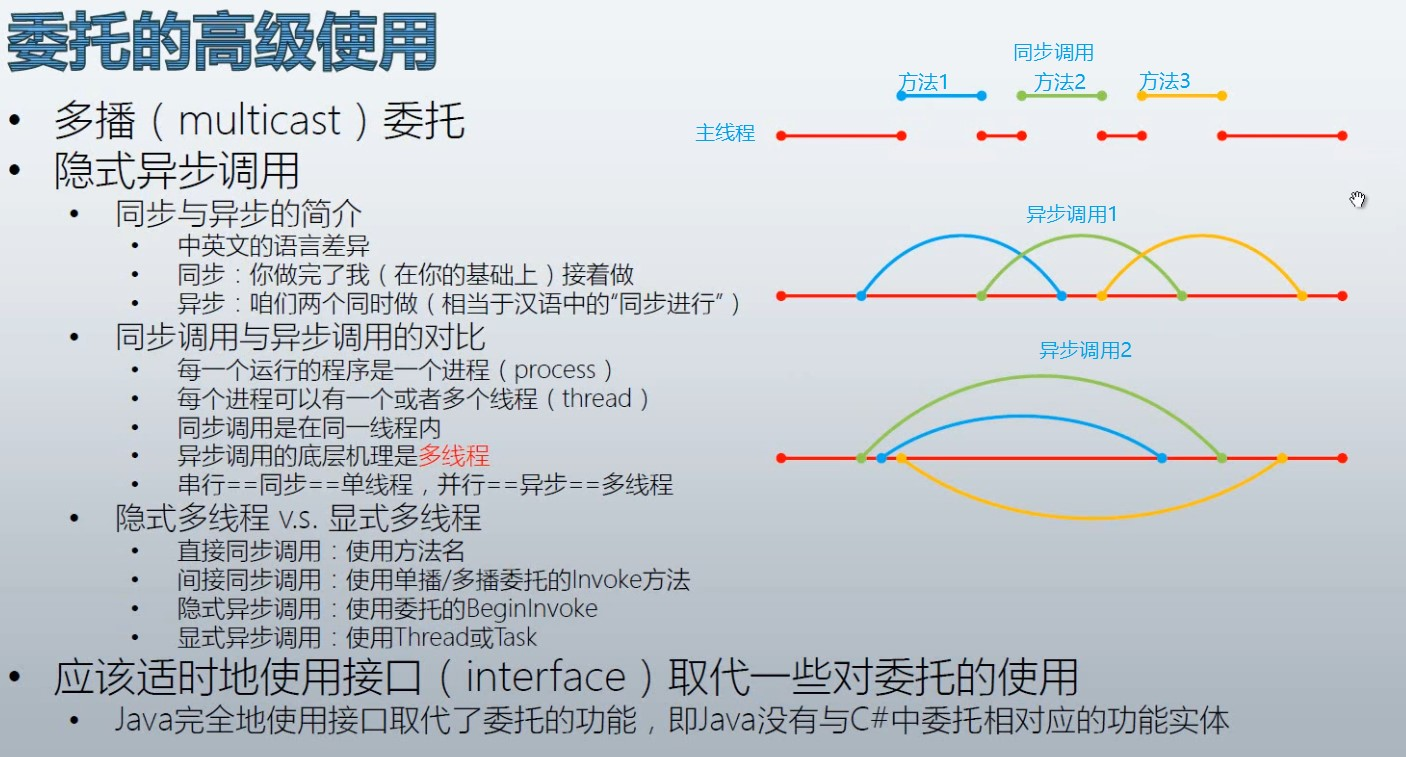 委托的高级使用
• 多播（multicast）委托
• 隐式异步调用
• 同步与异步的简介
• 中英文的语言差异
• 同步：你做完了我（在你的基础上）接着做
• 异步：咱们两个同时做（相当于汉语中的“同步进行”）
• 同步调用与异步调用的对比
• 每一个运行的程序是一个进程（process）
• 每个进程可以有一个或者多个线程（thread）
• 同步调用是在同一线程内
• 异步调用的底层机理是多线程
• 串行==同步==单线程，并行==异步==多线程
• 隐式多线程 v.s. 显式多线程
• 直接同步调用：使用方法名
• 间接同步调用：使用单播/多播委托的Invoke方法
• 隐式异步调用：使用委托的BeginInvoke
• 显式异步调用：使用Thread或Task
• 应该适时地使用接口（interface）取代一些对委托的使用
• Java完全地使用接口取代了委托的功能，即Java没有与C#中委托相对应的功能实体
同步调用
方法1 方法2 方法3
主线程
异步调用1
异步调用2